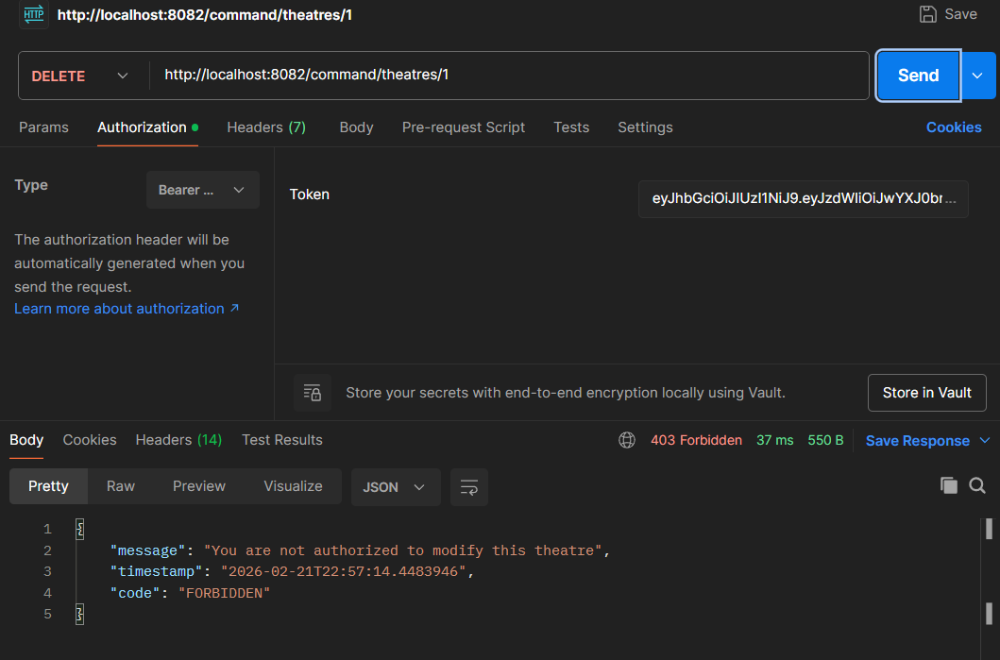 HTTP http://localhost:8082/command/theatres/1 Save
DELETE http://localhost:8082/command/theatres/1 Send
Params Authorization Headers (7) Body Pre-request Script Tests Settings Cookies
Type Bearer ... Token eyJhbGciOiJIUzI1NiJ9.eyJzdWIiOiJwYXJ0br...
The authorization header will be
automatically generated when you
send the request.
Learn more about authorization ↗
Store your secrets with end-to-end encryption locally using Vault. Store in Vault
Body Cookies Headers (14) Test Results 403 Forbidden 37 ms 550 B Save Response
Pretty Raw Preview Visualize JSON
1 {
2 "message": "You are not authorized to modify this theatre",
3 "timestamp": "2026-02-21T22:57:14.4483946",
4 "code": "FORBIDDEN"
5 }